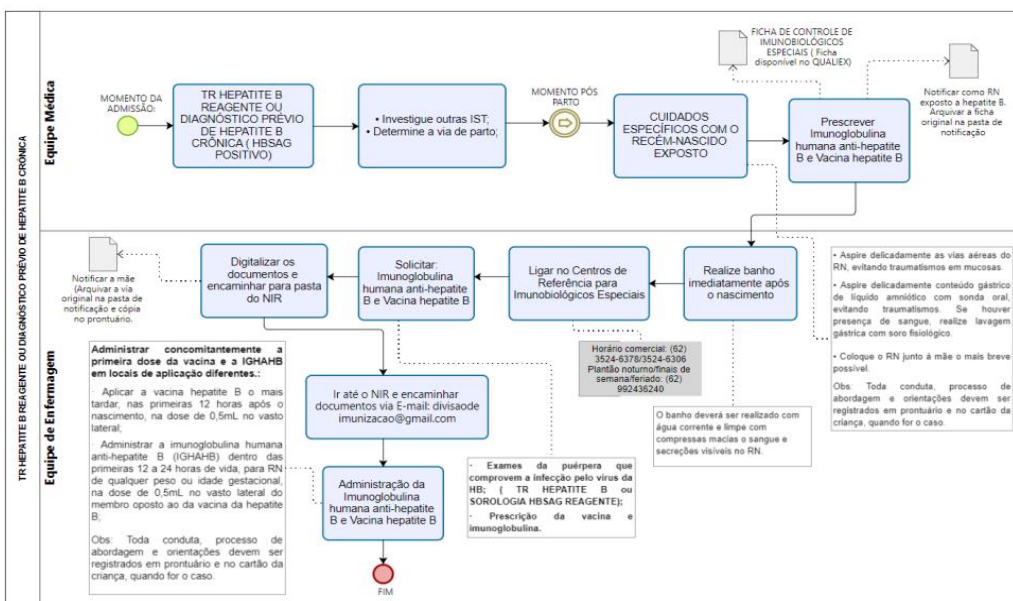 TR HEPATITE B REAGENTE OU DIAGNÓSTICO PRÉVIO DE HEPATITE B CRÔNICA
Equipe Médica
MOMENTO DA
ADMISSÃO:
TR HEPATITE B
REAGENTE OU
DIAGNÓSTICO PRÉVIO
DE HEPATITE B
CRÔNICA ( HBSAG
POSITIVO)
• Investigue outras IST;
• Determine a via de parto;
MOMENTO PÓS
PARTO
CUIDADOS
ESPECÍFICOS COM O
RECÉM-NASCIDO
EXPOSTO
FICHA DE CONTROLE DE
IMUNOBIOLÓGICOS
ESPECIAIS ( Ficha
disponível no QUALIEX)
Prescrever
Imunoglobulina
humana anti-hepatite
B e Vacina hepatite B
Notificar como RN
exposto a hepatite B.
Arquivar a ficha
original na pasta de
notificação
Equipe de Enfermagem
Notificar a mãe
(Arquivar a via
original na pasta de
notificação e cópia
no prontuário.
Digitalizar os
documentos e
encaminhar para pasta
do NIR
Solicitar:
Imunoglobulina
humana anti-hepatite
B e Vacina hepatite B
Ligar no Centros de
Referência para
Imunobiológicos Especiais
Realize banho
imediatamente após
o nascimento
• Aspire delicadamente as vias aéreas do
RN, evitando traumatismos em mucosas.
• Aspire delicadamente conteúdo gástrico
de líquido amniótico com sonda oral,
evitando traumatismos. Se houver
presença de sangue, realize lavagem
gástrica com soro fisiológico.
• Coloque o RN junto à mãe o mais breve
possível.
Obs: Toda conduta, processo de
abordagem e orientações devem ser
registrados em prontuário e no cartão da
criança, quando for o caso.
Horário comercial: (62)
3524-6378/3524-6306
Plantão noturno/finais de
semana/feriado: (62)
992436240
O banho deverá ser realizado com
água corrente e limpe com
compressas macias o sangue e
secreções visíveis no RN.
Administrar concomitantemente a
primeira dose da vacina e a IGHAHB
em locais de aplicação diferentes.:
· Aplicar a vacina hepatite B o mais
tardar, nas primeiras 12 horas após o
nascimento, na dose de 0,5mL no vasto
lateral;
· Administrar a imunoglobulina humana
anti-hepatite B (IGHAHB) dentro das
primeiras 12 a 24 horas de vida, para RN
de qualquer peso ou idade gestacional,
na dose de 0,5mL no vasto lateral do
membro oposto ao da vacina da hepatite
B;
Obs: Toda conduta, processo de
abordagem e orientações devem ser
registrados em prontuário e no cartão da
criança, quando for o caso.
Ir até o NIR e encaminhar
documentos via E-mail: divisaode
imunizacao@gmail.com
· Exames da puérpera que
comprovem a infecção pelo vírus da
HB; ( TR HEPATITE B ou
SOROLOGIA HBSAG REAGENTE);
· Prescrição da vacina e
imunoglobulina.
Administração da
Imunoglobulina
humana anti-hepatite
B e Vacina hepatite B
FIM